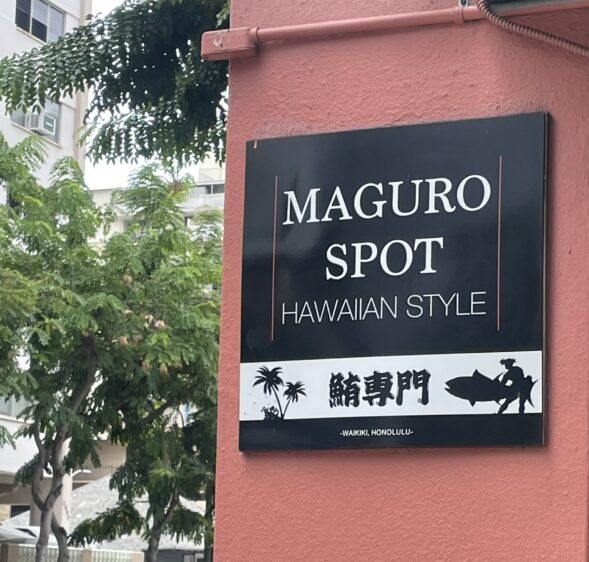 MAGURO
SPOT
HAWAIIAN STYLE
鮪専門
-WAIKIKI, HONOLULU-